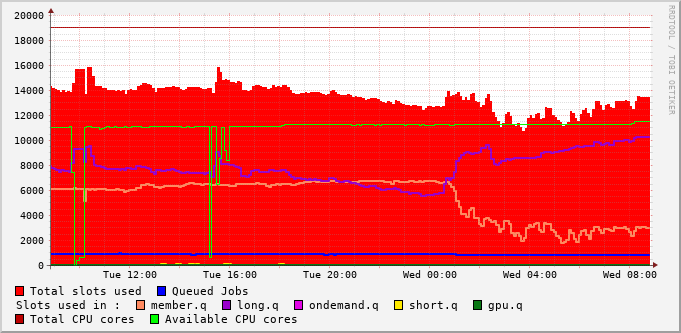 RRDTOOL / TOBI OETIKER
20000
18000
16000
14000
12000
10000
8000
6000
4000
2000
0
Tue 12:00 Tue 16:00 Tue 20:00 Wed 00:00 Wed 04:00 Wed 08:00
Total slots used Queued Jobs
Slots used in : member.q long.q ondemand.q short.q gpu.q
Total CPU cores Available CPU cores